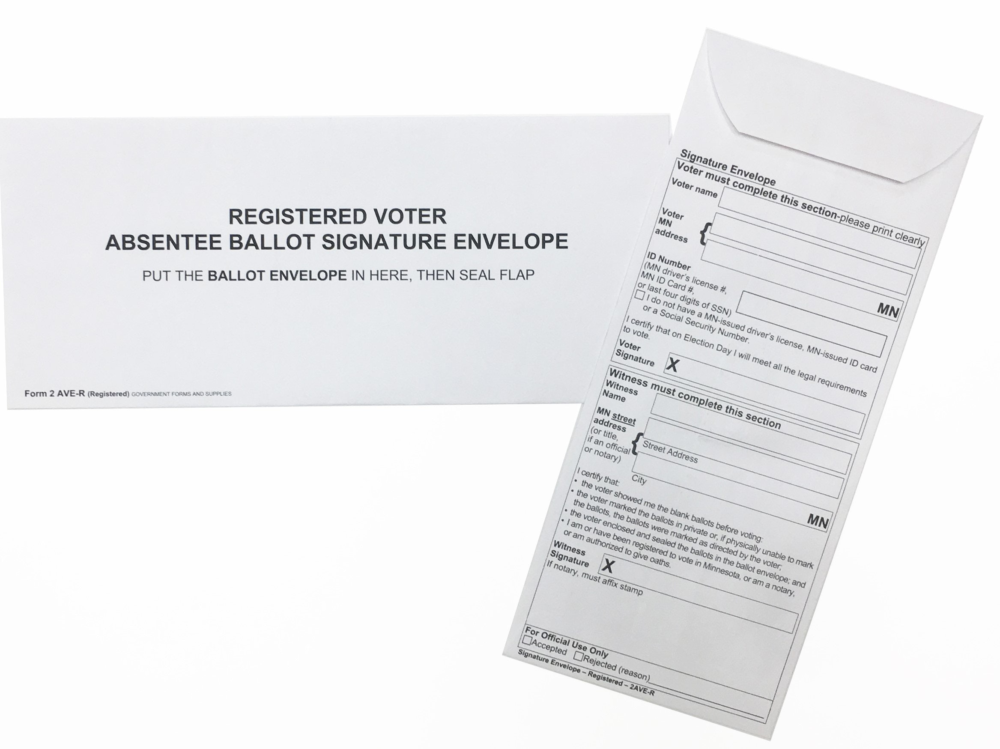 REGISTERED VOTER
ABSENTEE BALLOT SIGNATURE ENVELOPE
PUT THE BALLOT ENVELOPE IN HERE, THEN SEAL FLAP
Form 2 AVE-R (Registered) GOVERNMENT FORMS AND SUPPLIES
Signature Envelope
Voter must complete this section-please print clearly
Voter name
Voter
MN
address
{
MN
ID Number
(MN driver's license #,
MN ID Card #,
or last four digits of SSN)
I do not have a MN-issued driver's license, MN-issued ID card
or a Social Security Number.
I certify that on Election Day I will meet all the legal requirements
to vote.
Voter
Signature
X
Witness must complete this section
Witness
Name
MN street
address
(or title,
if an official
or notary)
{
Street Address
City
MN
I certify that:
• the voter showed me the blank ballots before voting;
• the voter marked the ballots in private or, if physically unable to mark
the ballots, the ballots were marked as directed by the voter;
• the voter enclosed and sealed the ballots in the ballot envelope; and
• I am or have been registered to vote in Minnesota, or am a notary,
or am authorized to give oaths.
Witness
Signature
X
If notary, must affix stamp
For Official Use Only
Accepted Rejected (reason)
Signature Envelope – Registered – 2AVE-R